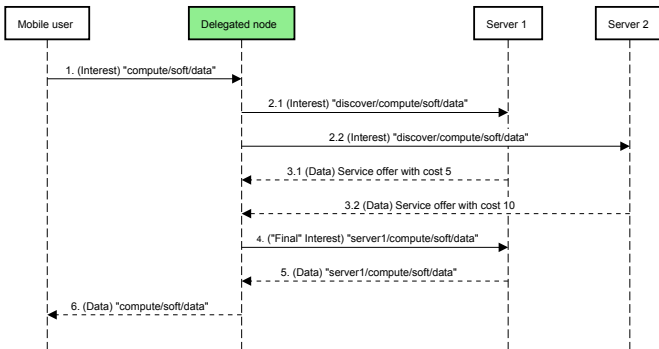 Mobile user
Delegated node
Server 1
Server 2
1. (Interest) "compute/soft/data"
2.1 (Interest) "discover/compute/soft/data"
2.2 (Interest) "discover/compute/soft/data"
3.1 (Data) Service offer with cost 5
3.2 (Data) Service offer with cost 10
4. ("Final" Interest) "server1/compute/soft/data"
5. (Data) "server1/compute/soft/data"
6. (Data) "compute/soft/data"